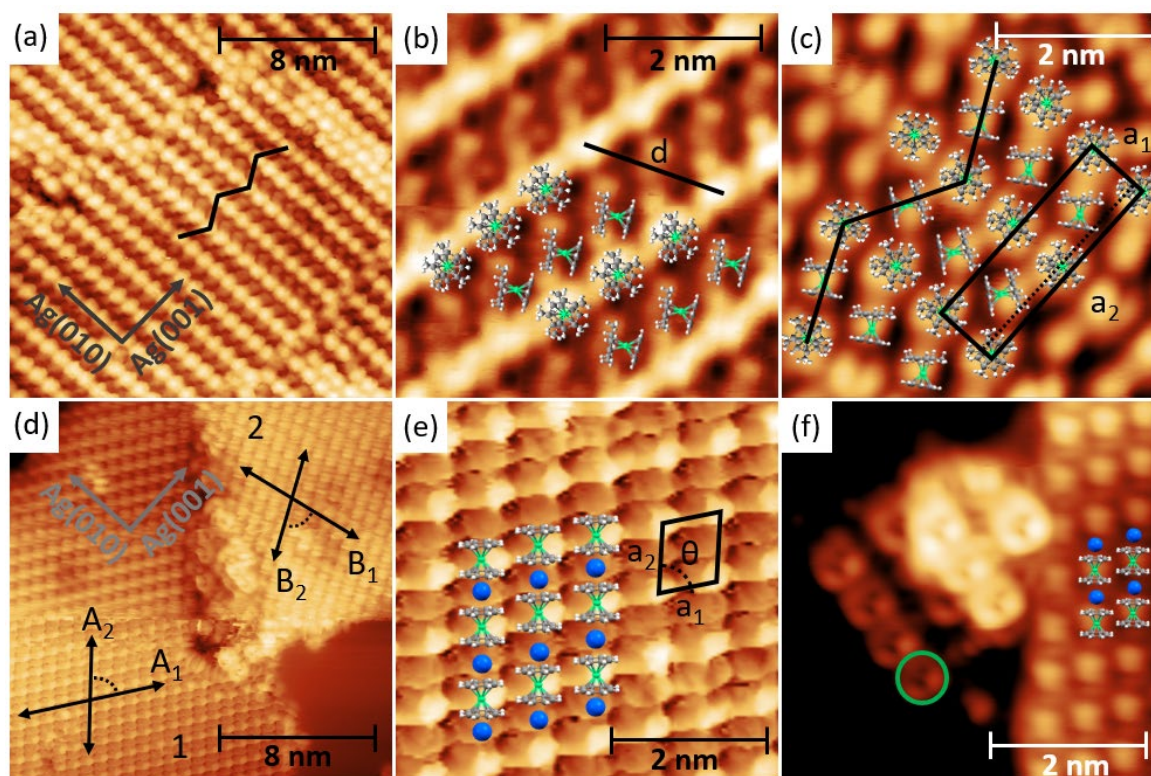 (a)
8 nm
Ag(010)
Ag(001)
(b)
2 nm
d
(c)
2 nm
a1
a2
(d)
2
Ag(010)
Ag(001)
B1
B2
A2
A1
1
8 nm
(e)
a2
θ
a1
2 nm
(f)
2 nm